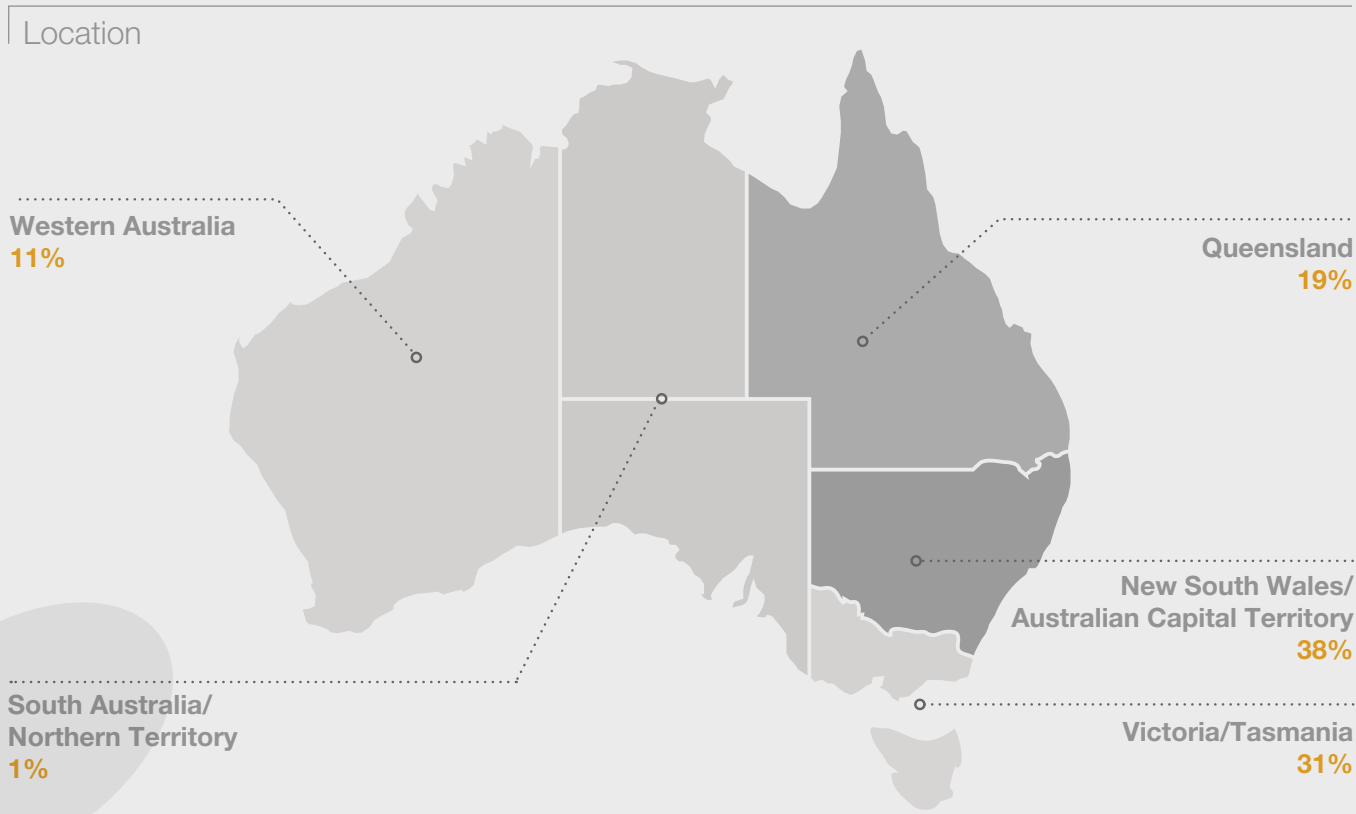 Location
Western Australia
11%
Queensland
19%
New South Wales/
Australian Capital Territory
38%
South Australia/
Northern Territory
1%
Victoria/Tasmania
31%